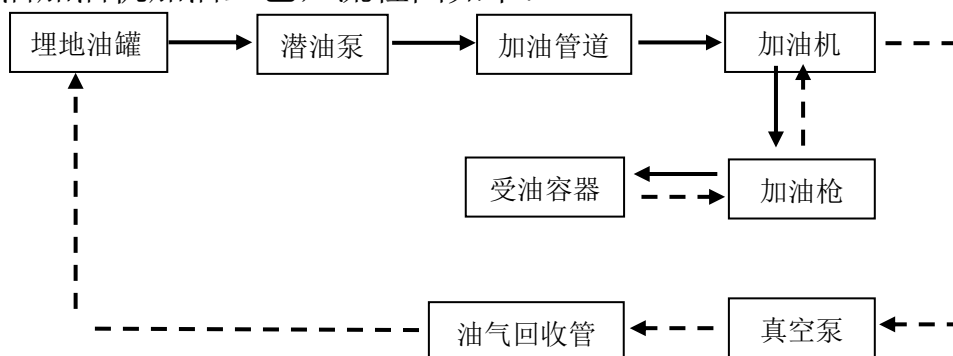 埋地油罐
潜油泵
加油管道
加油机
受油容器
加油枪
油气回收管
真空泵